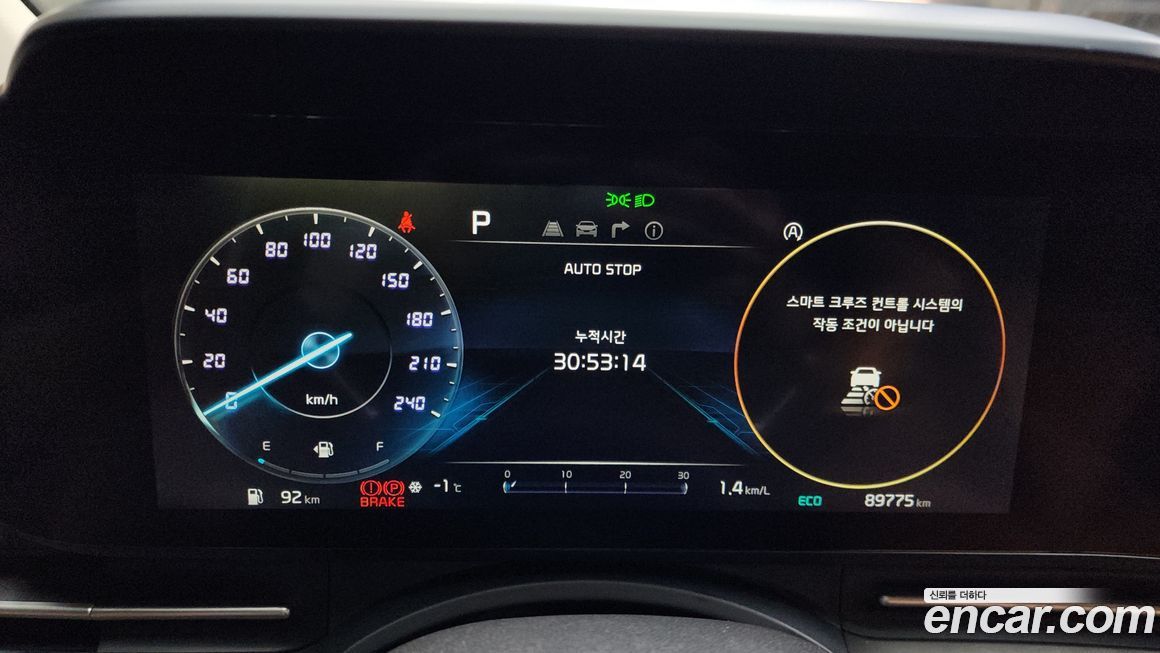 P
AUTO STOP
누적시간
30:53:14
0
20
40
60
80
100
120
150
180
210
240
km/h
E
F
92 km
BRAKE
-1 ℃
0 10 20 30
1.4 km/L
A
스마트 크루즈 컨트롤 시스템의
작동 조건이 아닙니다
ECO
89775 km
신뢰를 더하다
encar.com